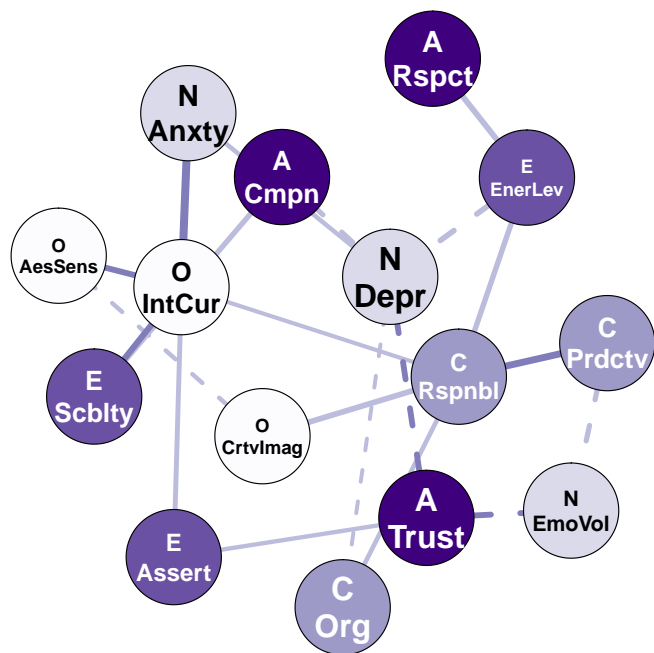 A
Rspct
N
Anxty
A
Cmpn
E
EnerLev
O
AesSens
O
IntCur
N
Depr
C
Prdctv
E
Scblty
C
Rspnbl
O
CrtvImag
A
Trust
N
EmoVol
E
Assert
C
Org